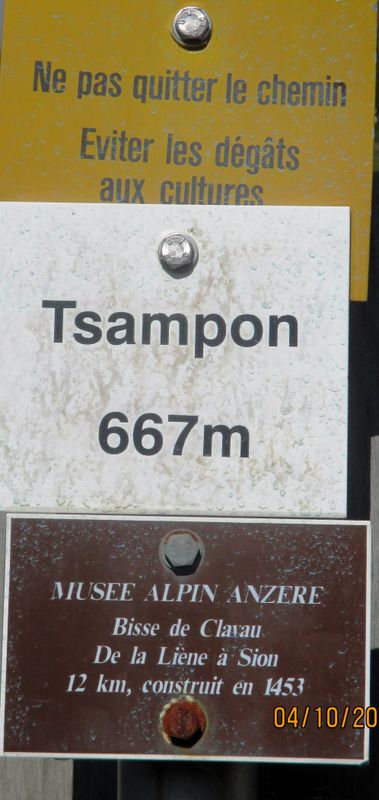 Ne pas quitter le chemin
Eviter les dégâts
aux cultures
Tsampon
667m
MUSEE ALPIN ANZERE
Bisse de Clavau
De la Liène à Sion
12 km, construit en 1453
04/10/20